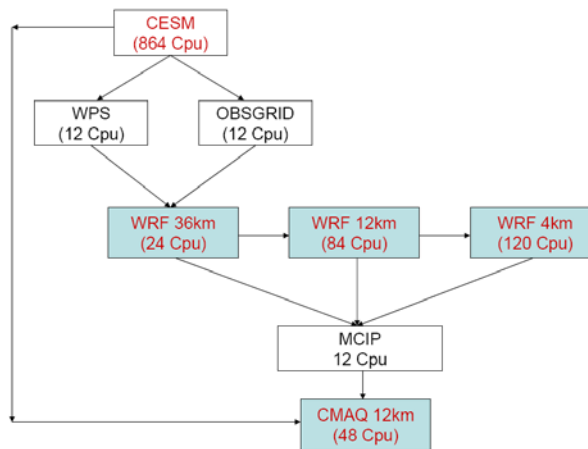 CESM
(864 Cpu)
WPS
(12 Cpu)
OBSGRID
(12 Cpu)
WRF 36km
(24 Cpu)
WRF 12km
(84 Cpu)
WRF 4km
(120 Cpu)
MCIP
12 Cpu
CMAQ 12km
(48 Cpu)